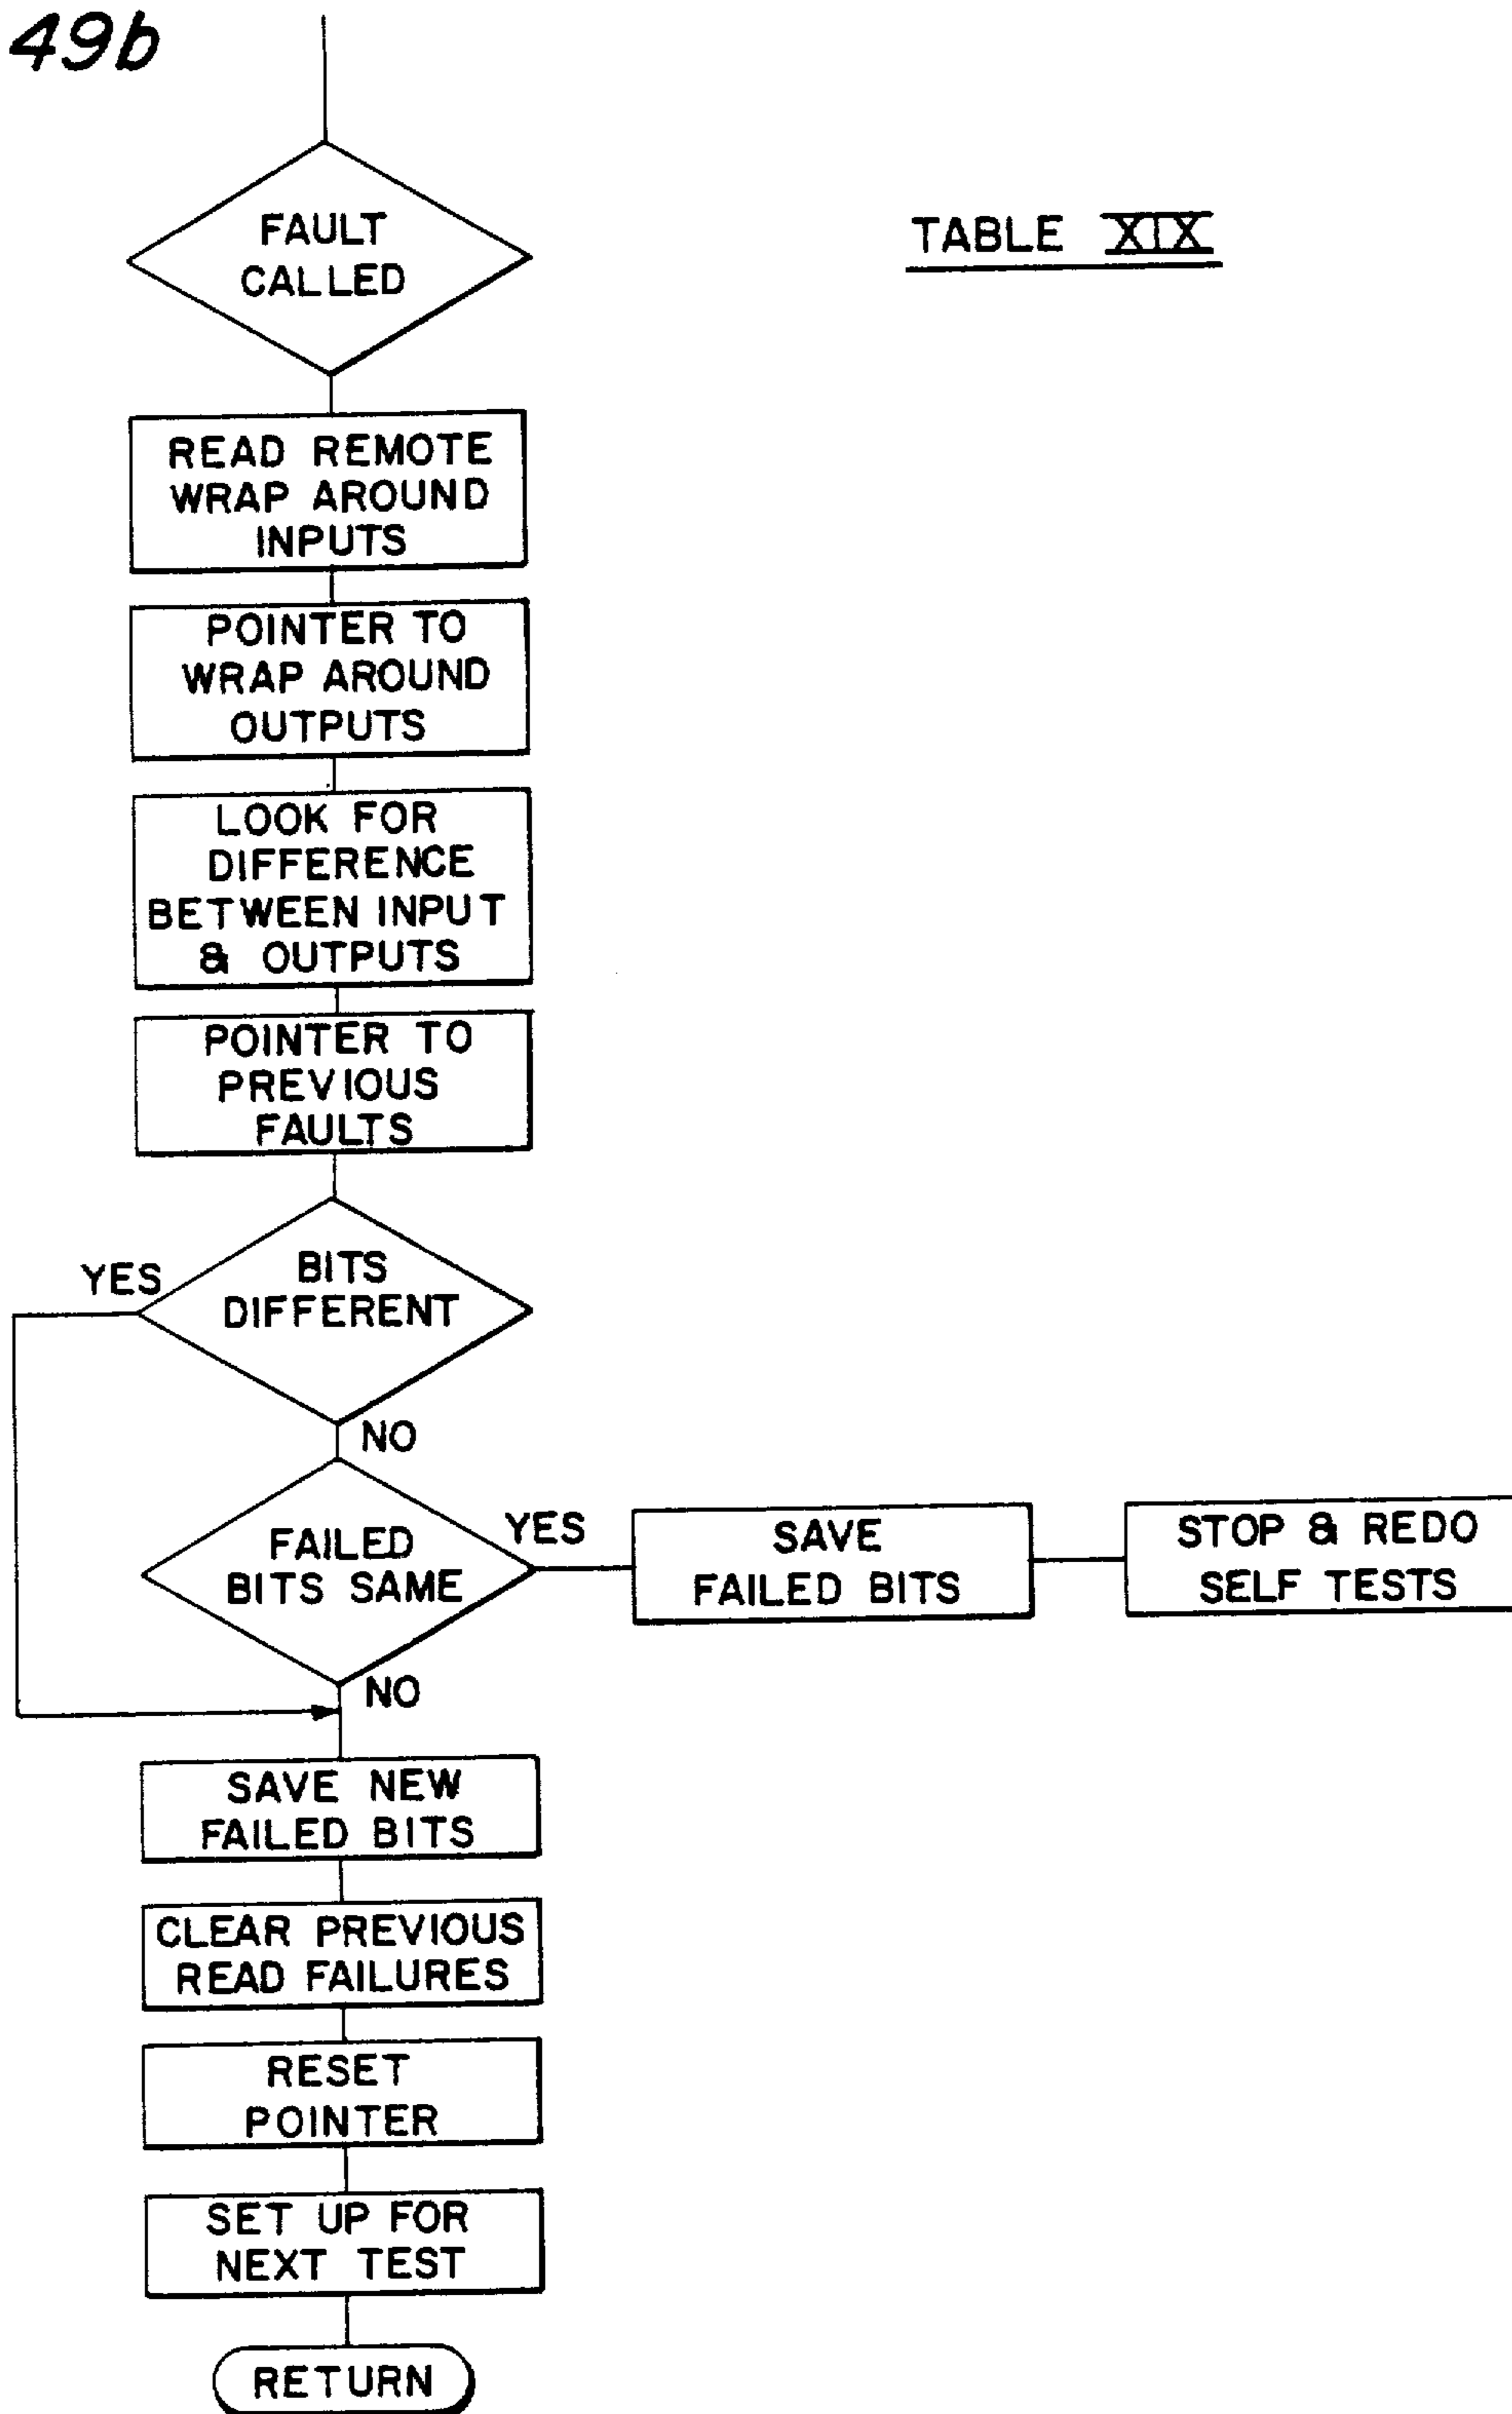 49b
TABLE XIX
FAULT
CALLED
READ REMOTE
WRAP AROUND
INPUTS
POINTER TO
WRAP AROUND
OUTPUTS
LOOK FOR
DIFFERENCE
BETWEEN INPUT
& OUTPUTS
POINTER TO
PREVIOUS
FAULTS
YES
BITS
DIFFERENT
NO
FAILED
BITS SAME
YES
SAVE
FAILED BITS
STOP & REDO
SELF TESTS
NO
SAVE NEW
FAILED BITS
CLEAR PREVIOUS
READ FAILURES
RESET
POINTER
SET UP FOR
NEXT TEST
RETURN